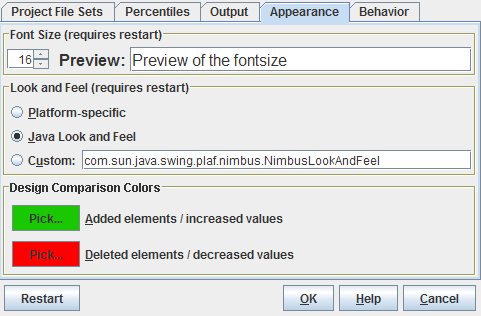 Project File Sets Percentiles Output Appearance Behavior
Font Size (requires restart)
16 Preview: Preview of the fontsize
Look and Feel (requires restart)
Platform-specific
Java Look and Feel
Custom: com.sun.java.swing.plaf.nimbus.NimbusLookAndFeel
Design Comparison Colors
Pick... Added elements / increased values
Pick... Deleted elements / decreased values
Restart OK Help Cancel